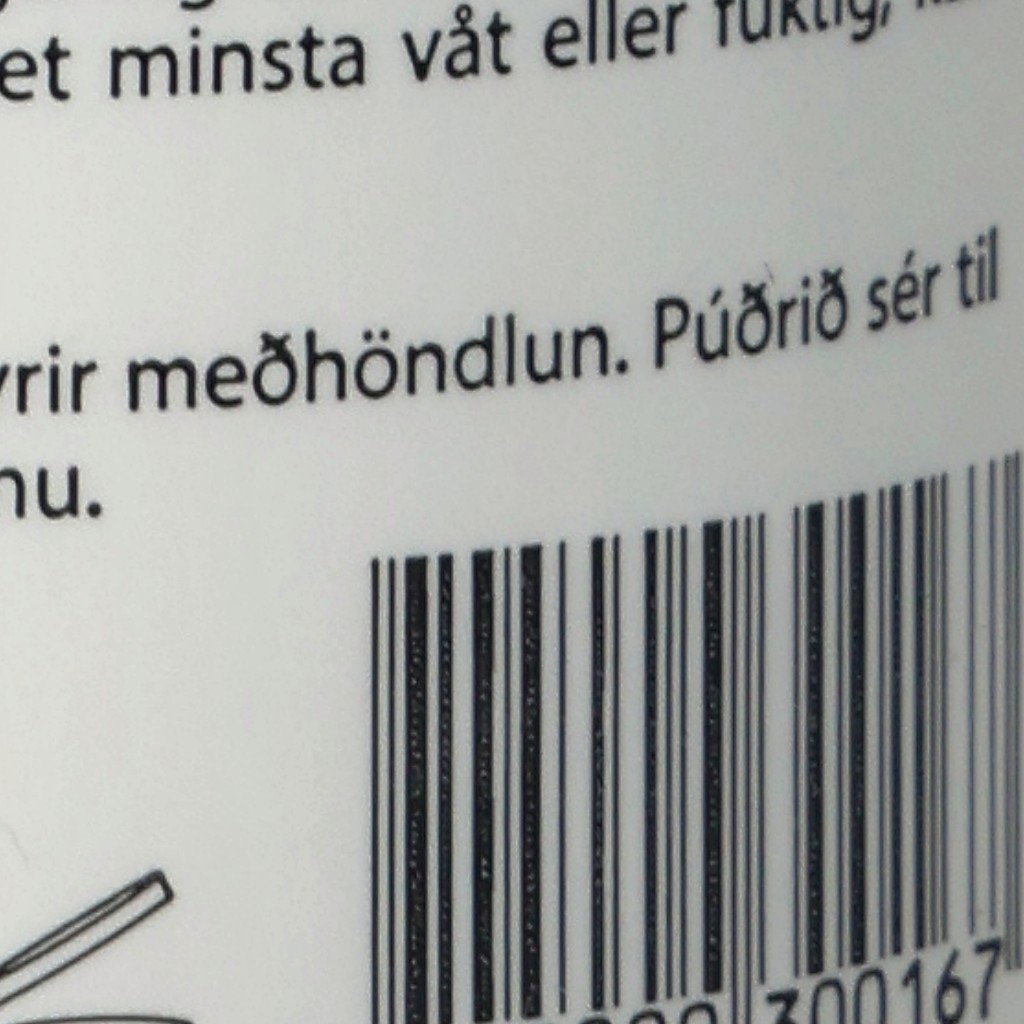 et minsta våt eller fuktig,
yrir meðhöndlun. Púðrið sér til
nu.
300167